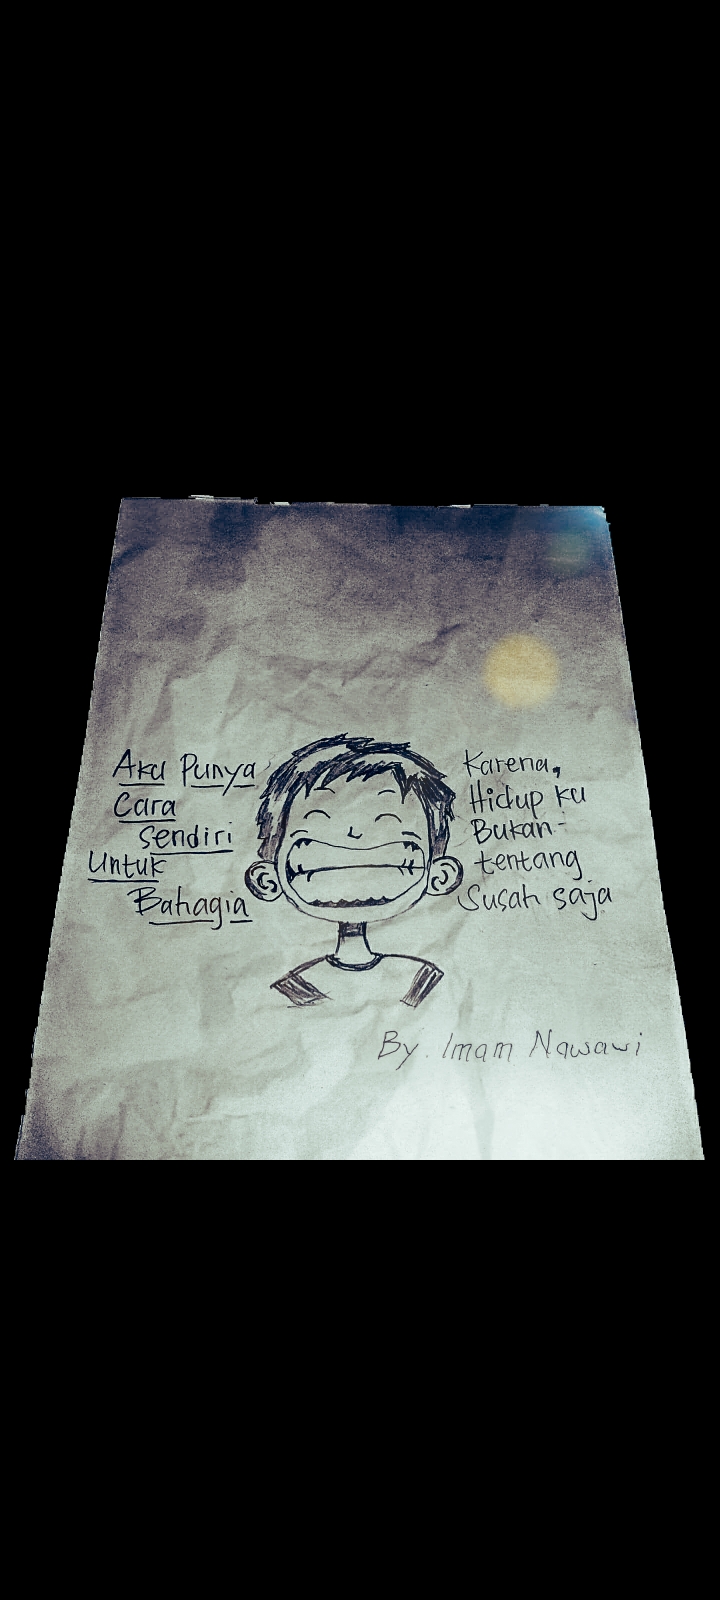 Aku Punya
Cara
Sendiri
Untuk
Bahagia
Karena,
Hidup ku
Bukan-
tentang
Susah saja
By. Imam Nawawi